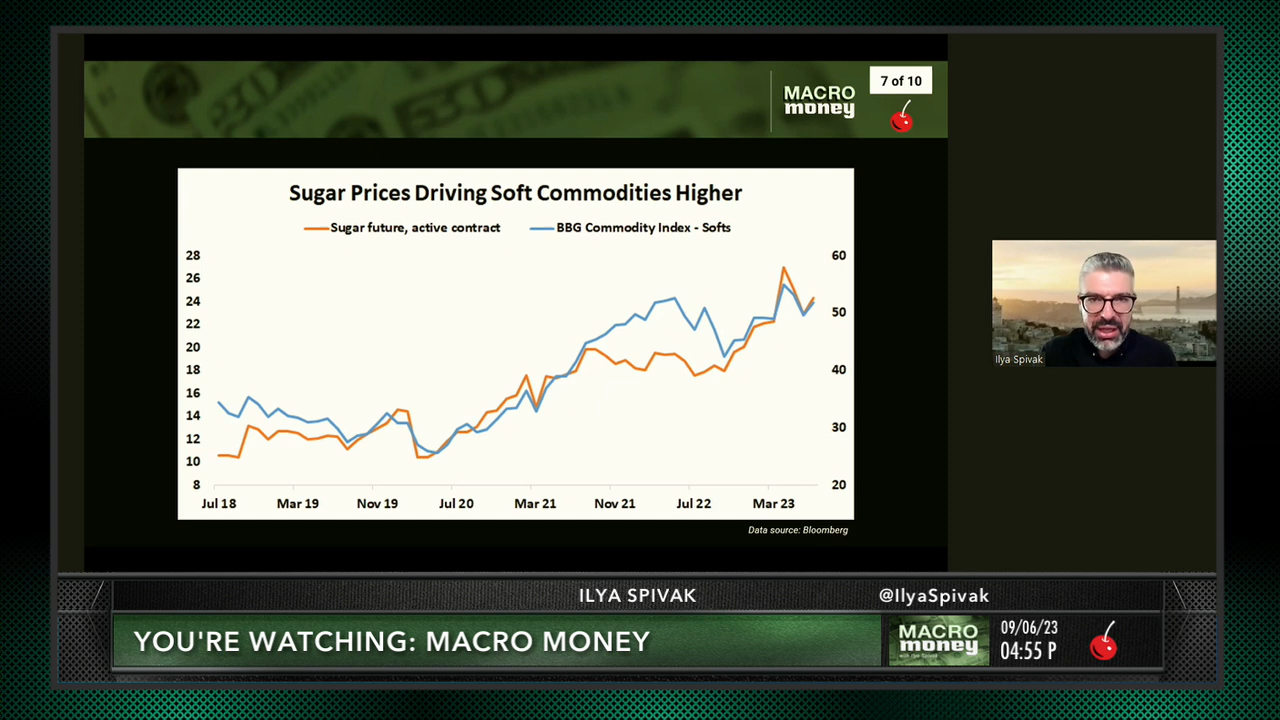 7 of 10
MACRO
money
Sugar Prices Driving Soft Commodities Higher
Sugar future, active contract
BBG Commodity Index - Softs
28
26
24
22
20
18
16
14
12
10
8
60
50
40
30
20
Jul 18
Mar 19
Nov 19
Jul 20
Mar 21
Nov 21
Jul 22
Mar 23
Data source: Bloomberg
Ilya Spivak
ILYA SPIVAK
@IlyaSpivak
YOU'RE WATCHING: MACRO MONEY
MACRO
money
with Ilya Spivak
09/06/23
04:55 P